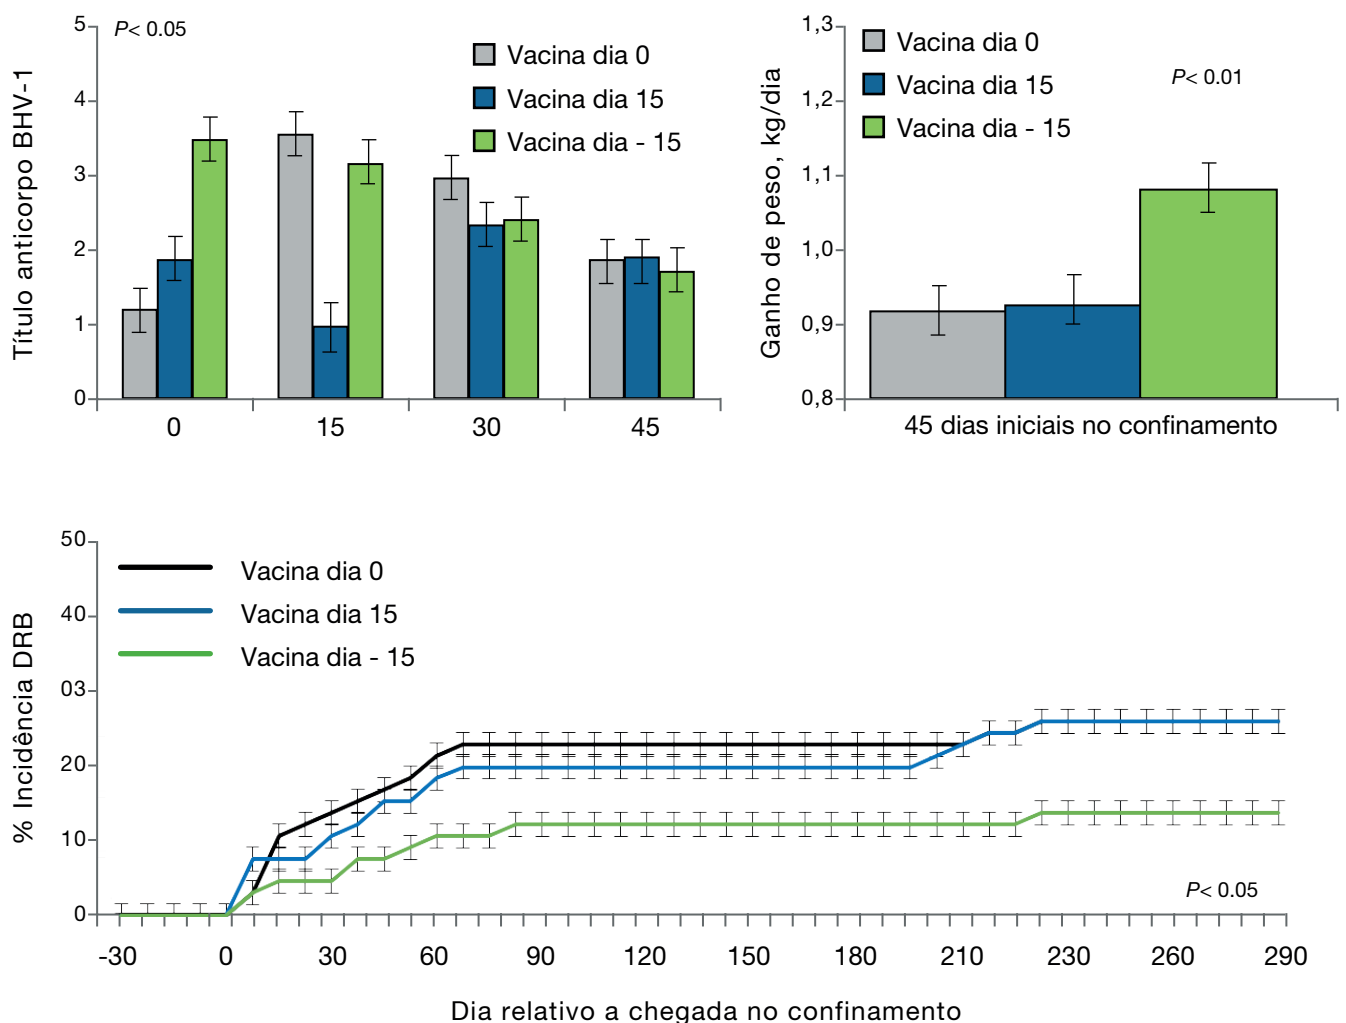 Título anticorpo BHV-1
5
4
3
2
1
0
P< 0.05
Vacina dia 0
Vacina dia 15
Vacina dia - 15
0 15 30 45
Ganho de peso, kg/dia
1,3
1,2
1,1
1,0
0,9
0,8
Vacina dia 0
Vacina dia 15
Vacina dia - 15
P< 0.01
45 dias iniciais no confinamento
% Incidência DRB
50
40
03
20
10
0
Vacina dia 0
Vacina dia 15
Vacina dia - 15
P< 0.05
-30 0 30 60 90 120 150 180 210 230 260 290
Dia relativo a chegada no confinamento